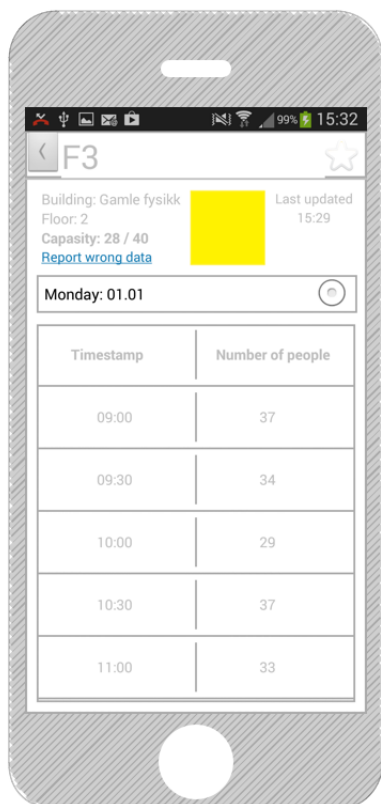 99% 15:32
F3
Building: Gamle fysikk
Floor: 2
Capasity: 28 / 40
Report wrong data
Last updated
15:29
Monday: 01.01
Timestamp Number of people
09:00 37
09:30 34
10:00 29
10:30 37
11:00 33